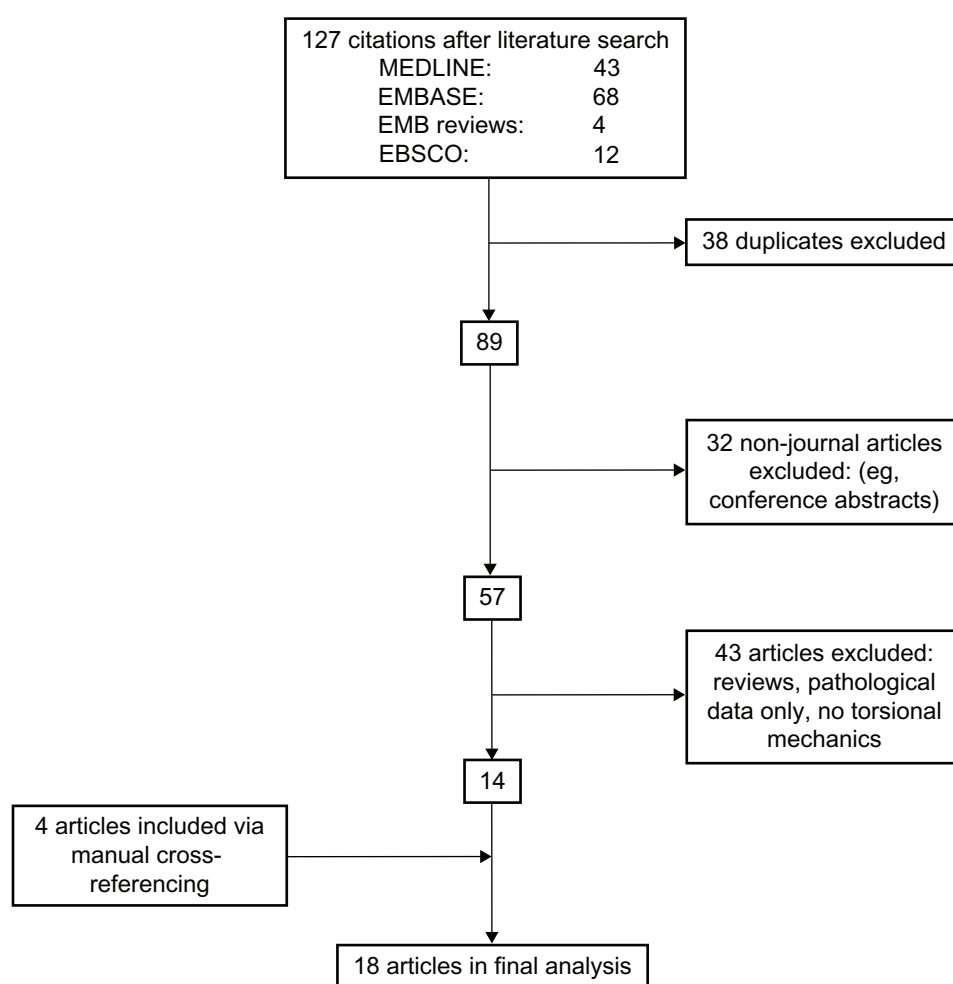 127 citations after literature search
MEDLINE: 43
EMBASE: 68
EMB reviews: 4
EBSCO: 12
38 duplicates excluded
89
32 non-journal articles
excluded: (eg,
conference abstracts)
57
43 articles excluded:
reviews, pathological
data only, no torsional
mechanics
14
4 articles included via
manual cross-
referencing
18 articles in final analysis